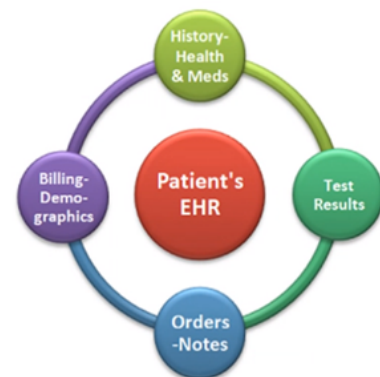 History-
Health
& Meds
Billing-
Demo-
graphics
Patient's
EHR
Test
Results
Orders
-Notes